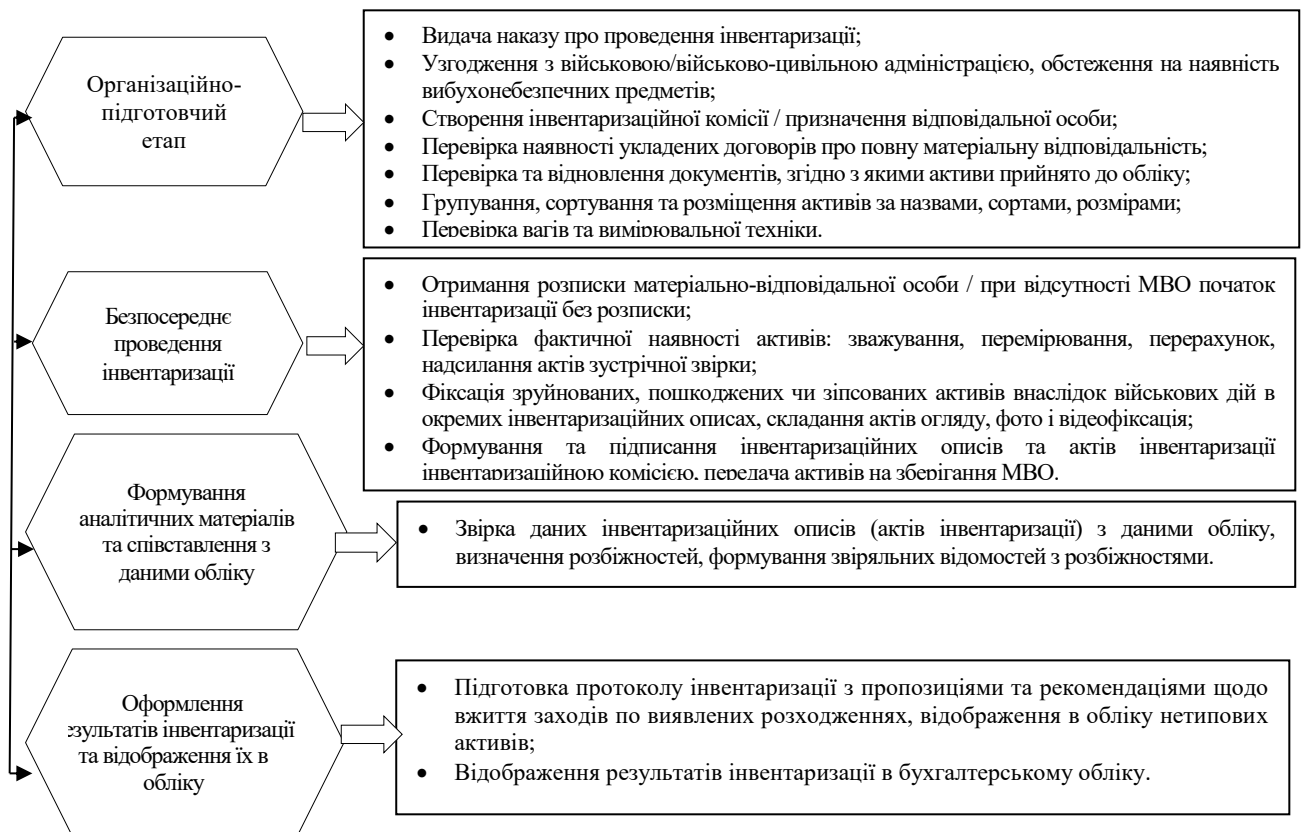 Організаційно-
підготовчий
етап
• Видача наказу про проведення інвентаризації;
• Узгодження з військовою/військово-цивільною адміністрацією, обстеження на наявність
вибухонебезпечних предметів;
• Створення інвентаризаційної комісії / призначення відповідальної особи;
• Перевірка наявності укладених договорів про повну матеріальну відповідальність;
• Перевірка та відновлення документів, згідно з якими активи прийнято до обліку;
• Групування, сортування та розміщення активів за назвами, сортами, розмірами;
• Перевірка вагів та вимірювальної техніки.
Безпосереднє
проведення
інвентаризації
• Отримання розписки матеріально-відповідальної особи / при відсутності МВО початок
інвентаризації без розписки;
• Перевірка фактичної наявності активів: зважування, перемірювання, перерахунок,
надсилання актів зустрічної звірки;
• Фіксація зруйнованих, пошкоджених чи зіпсованих активів внаслідок військових дій в
окремих інвентаризаційних описах, складання актів огляду, фото і відеофіксація;
• Формування та підписання інвентаризаційних описів та актів інвентаризації
інвентаризаційною комісією, передача активів на зберігання МВО.
Формування
аналітичних матеріалів
та співставлення з
даними обліку
• Звірка даних інвентаризаційних описів (актів інвентаризації) з даними обліку,
визначення розбіжностей, формування звіряльних відомостей з розбіжностями.
Оформлення
езультатів інвентаризації
та відображення їх в
обліку
• Підготовка протоколу інвентаризації з пропозиціями та рекомендаціями щодо
вжиття заходів по виявлених розходженнях, відображення в обліку нетипових
активів;
• Відображення результатів інвентаризації в бухгалтерському обліку.